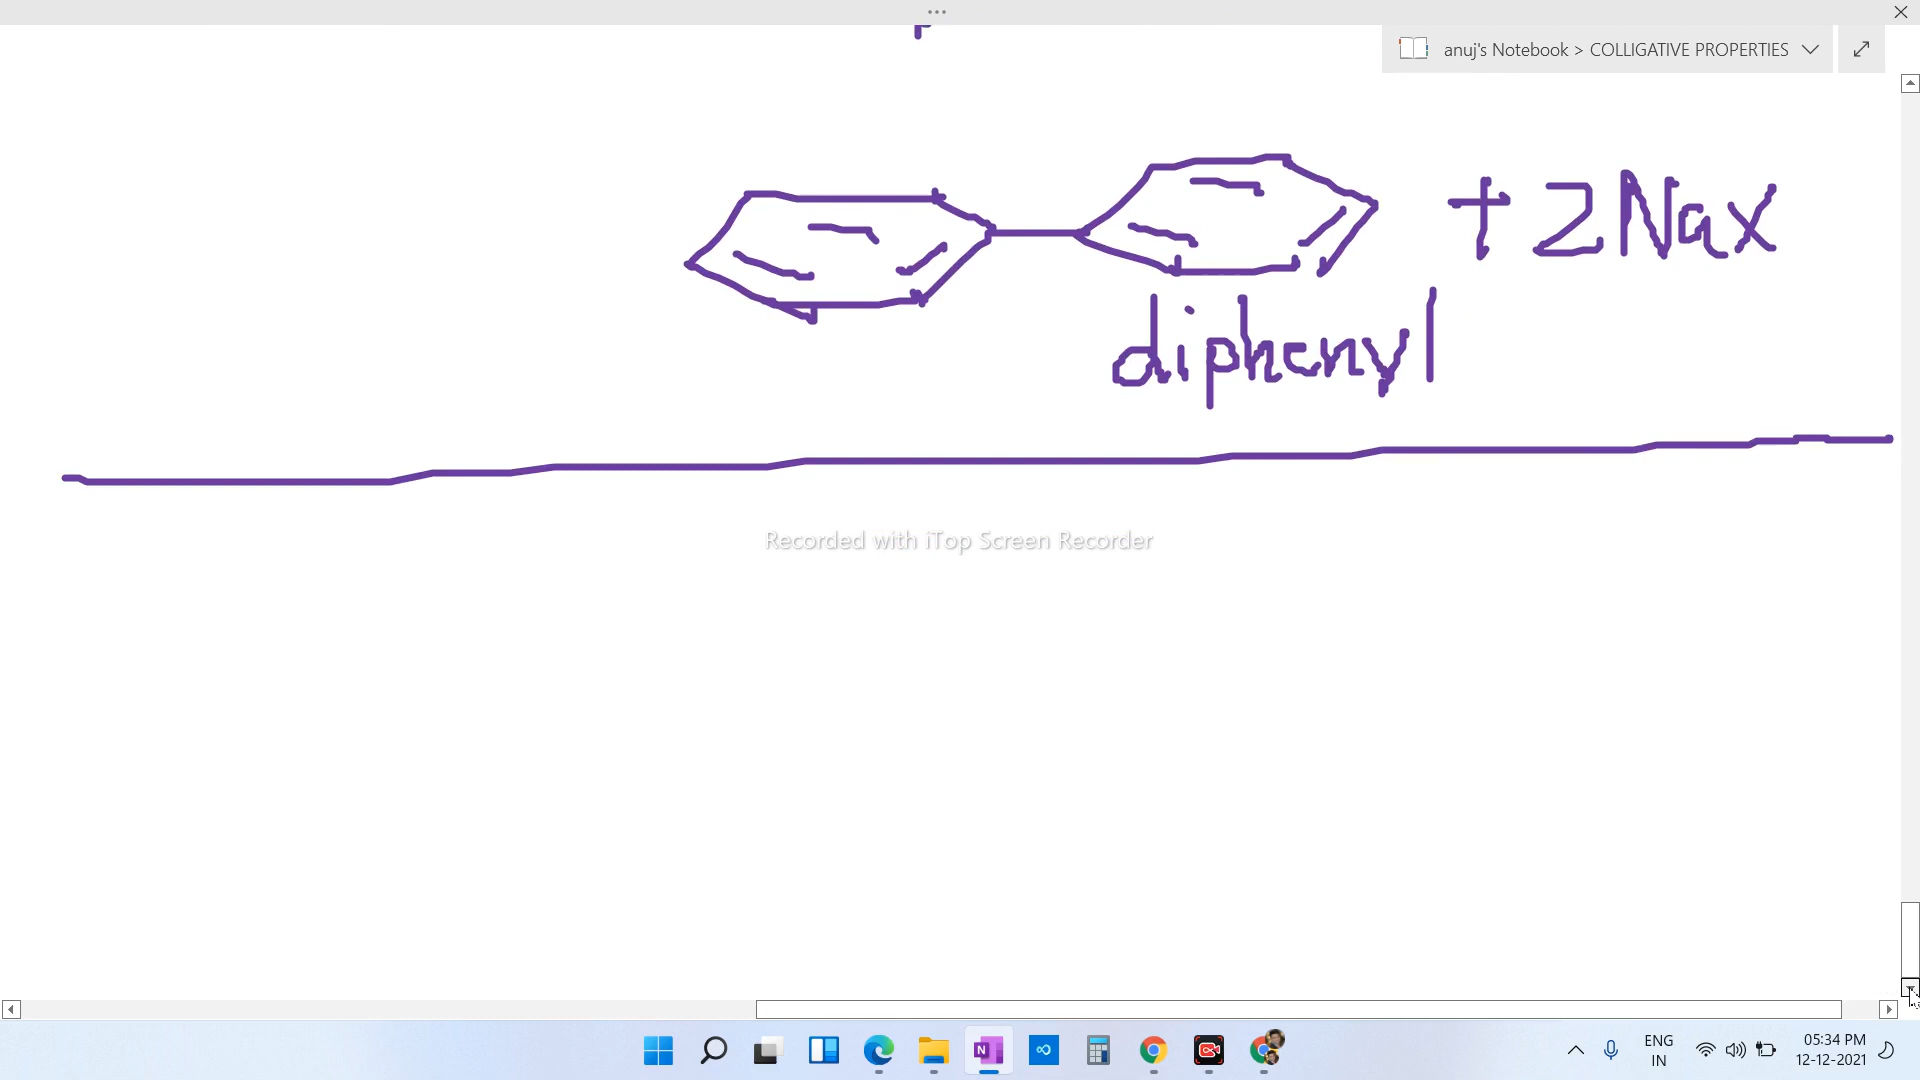 anuj's Notebook > COLLIGATIVE PROPERTIES
+ 2Nax
diphenyl
Recorded with iTop Screen Recorder
ENG
IN
05:34 PM
12-12-2021